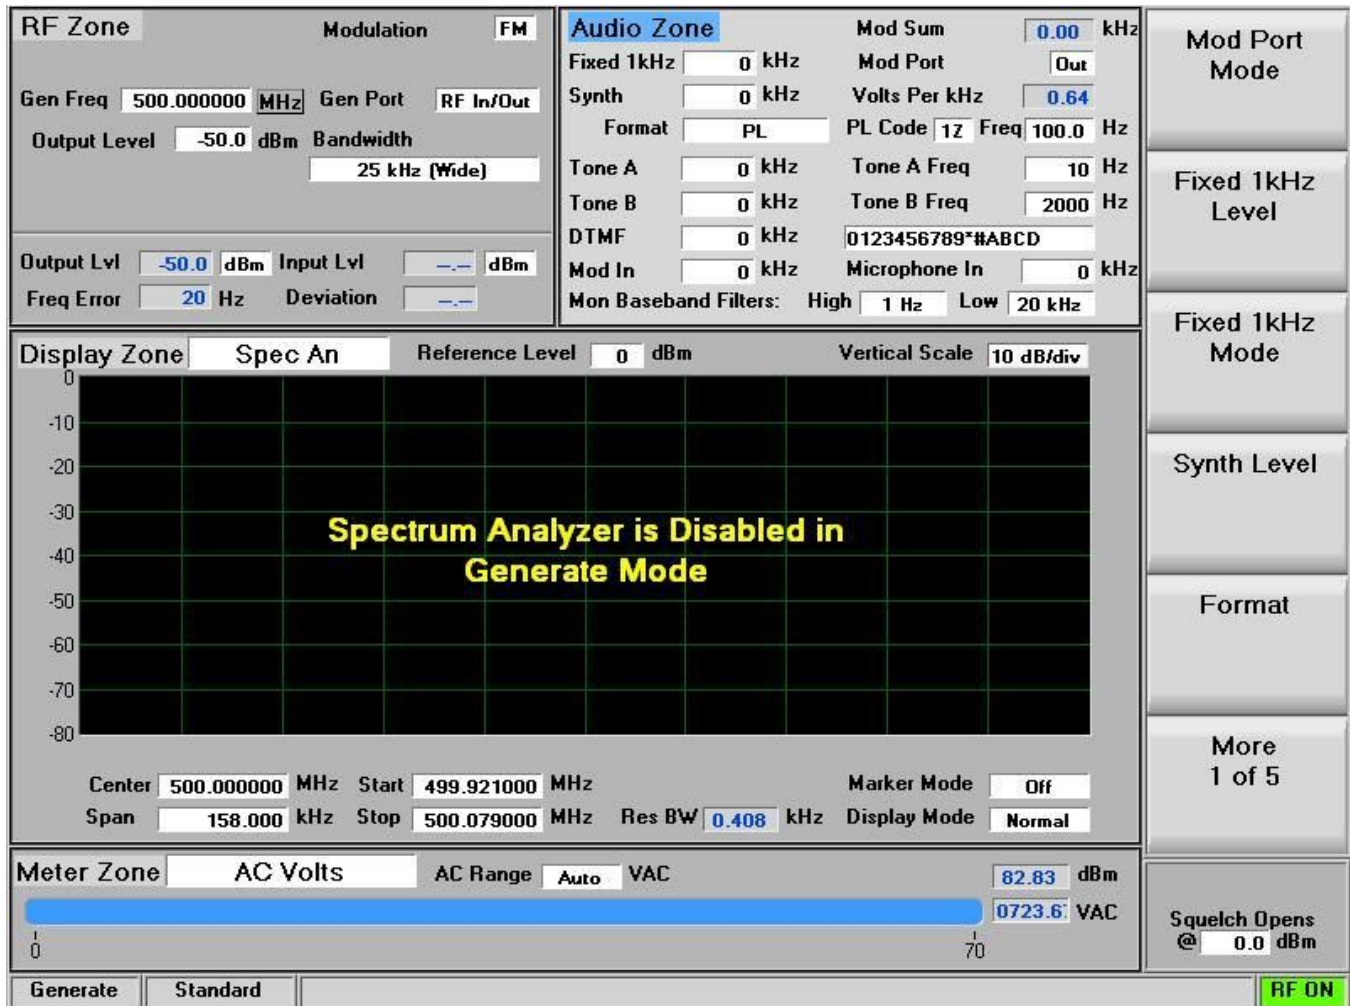 RF Zone Modulation FM
Gen Freq 500.000000 MHz Gen Port RF In/Out
Output Level -50.0 dBm Bandwidth
25 kHz (Wide)
Output Lvl -50.0 dBm Input Lvl --.-- dBm
Freq Error 20 Hz Deviation --.--
Audio Zone Mod Sum 0.00 kHz
Fixed 1kHz 0 kHz Mod Port Out
Synth 0 kHz Volts Per kHz 0.64
Format PL PL Code 1Z Freq 100.0 Hz
Tone A 0 kHz Tone A Freq 10 Hz
Tone B 0 kHz Tone B Freq 2000 Hz
DTMF 0 kHz 0123456789*#ABCD
Mod In 0 kHz Microphone In 0 kHz
Mon Baseband Filters: High 1 Hz Low 20 kHz
Display Zone Spec An Reference Level 0 dBm Vertical Scale 10 dB/div
0
-10
-20
-30
-40
-50
-60
-70
-80
Spectrum Analyzer is Disabled in
Generate Mode
Center 500.000000 MHz Start 499.921000 MHz Marker Mode Off
Span 158.000 kHz Stop 500.079000 MHz Res BW 0.408 kHz Display Mode Normal
Meter Zone AC Volts AC Range Auto VAC 82.83 dBm
0723.6 VAC
0 70
Generate Standard RF ON
Mod Port
Mode
Fixed 1kHz
Level
Fixed 1kHz
Mode
Synth Level
Format
More
1 of 5
Squelch Opens
@ 0.0 dBm